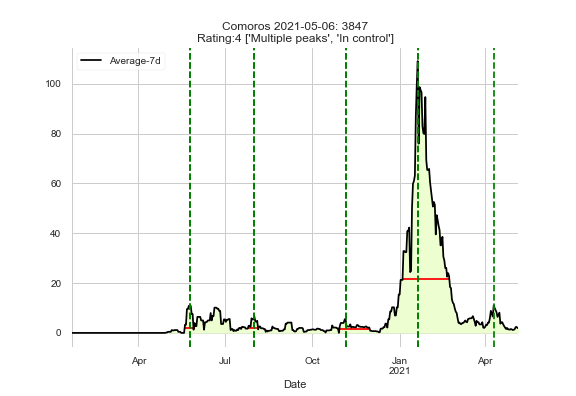 Comoros 2021-05-06: 3847
Rating:4 ['Multiple peaks', 'In control']
Average-7d
100
80
60
40
20
0
Apr
Jul
Oct
Jan
2021
Apr
Date